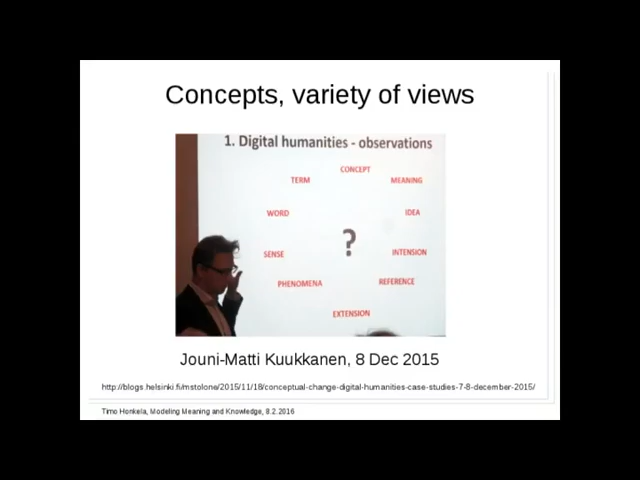 Concepts, variety of views
1. Digital humanities - observations
CONCEPT
TERM
MEANING
WORD
IDEA
?
SENSE
INTENSION
PHENOMENA
REFERENCE
EXTENSION
Jouni-Matti Kuukkanen, 8 Dec 2015
http://blogs.helsinki.fi/mstolone/2015/11/18/conceptual-change-digital-humanities-case-studies-7-8-december-2015/
Timo Honkela, Modeling Meaning and Knowledge, 8.2.2016